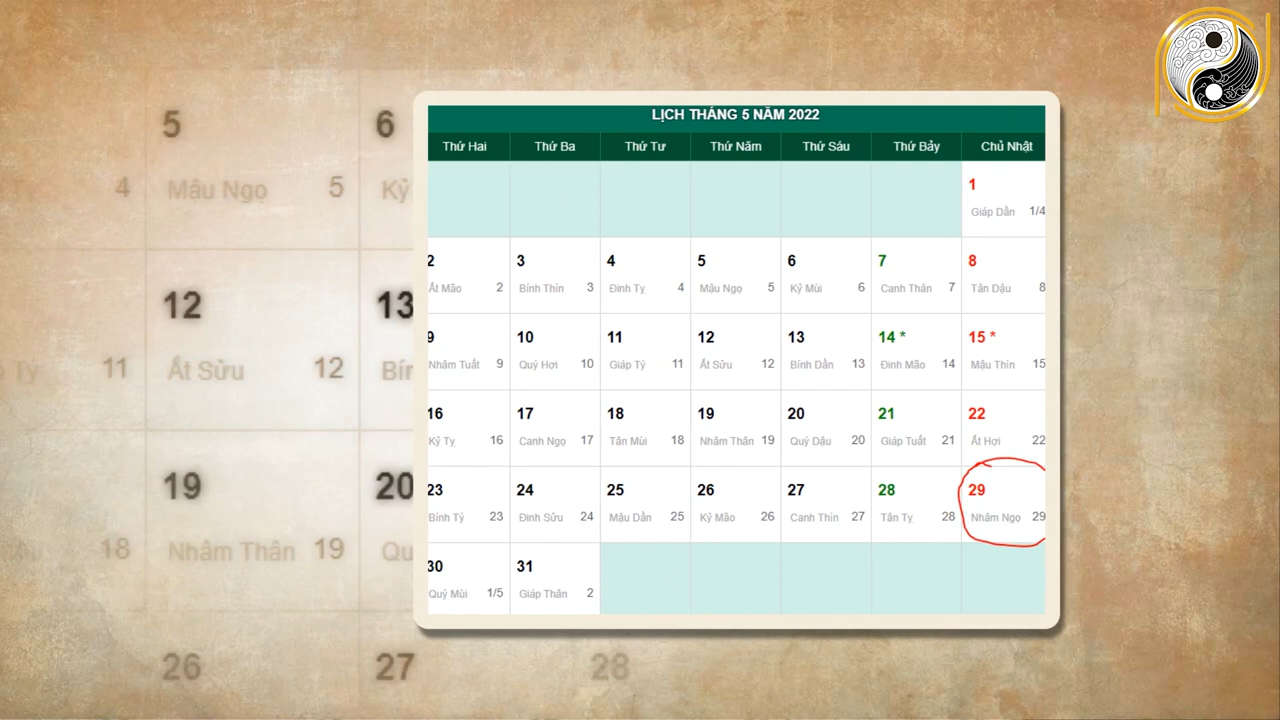 LỊCH THÁNG 5 NĂM 2022
Thứ Hai Thứ Ba Thứ Tư Thứ Năm Thứ Sáu Thứ Bảy Chủ Nhật
1
Giáp Dần 1/4
2 3 4 5 6 7 8
Ất Mão 2 Bính Thìn 3 Đinh Tỵ 4 Mậu Ngọ 5 Kỷ Mùi 6 Canh Thân 7 Tân Dậu 8
9 10 11 12 13 14 * 15 *
Nhâm Tuất 9 Quý Hợi 10 Giáp Tý 11 Ất Sửu 12 Bính Dần 13 Đinh Mão 14 Mậu Thìn 15
16 17 18 19 20 21 22
Kỷ Tỵ 16 Canh Ngọ 17 Tân Mùi 18 Nhâm Thân 19 Quý Dậu 20 Giáp Tuất 21 Ất Hợi 22
23 24 25 26 27 28 29
Bính Tý 23 Đinh Sửu 24 Mậu Dần 25 Kỷ Mão 26 Canh Thìn 27 Tân Tỵ 28 Nhâm Ngọ 29
30 31
Quý Mùi 1/5 Giáp Thân 2
5 6
4 Mậu Ngọ 5 Kỷ
12 13
Tý 11 Ất Sửu 12
19 20
18 Nhâm Thân 19
26 27 28